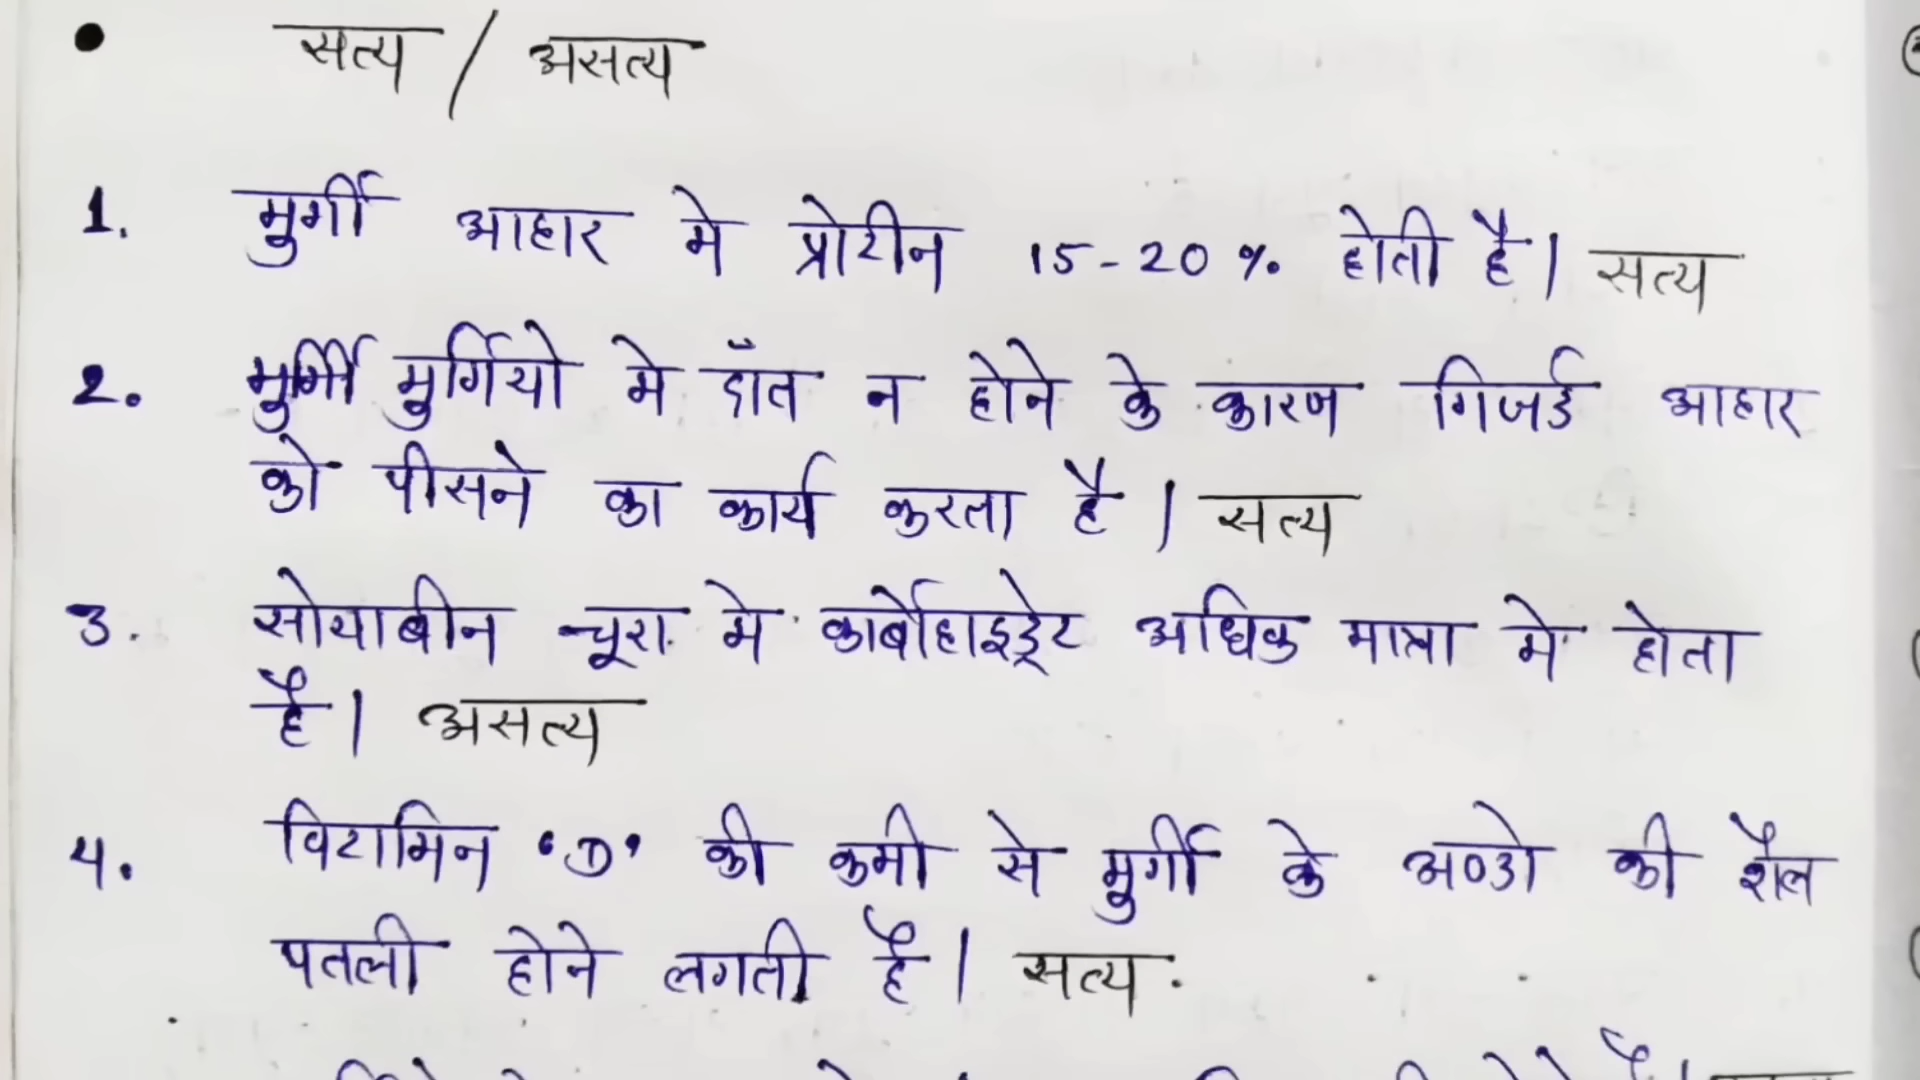 • सत्य / असत्य
1. मुर्गी आहार मे प्रोटीन 15-20 % होती है। सत्य
2. मुर्गी मुर्गियो मे दाँत न होने के कारण गिजर्ड आहार
को पीसने का कार्य करता है। सत्य
3. सोयाबीन चूरा मे कार्बोहाइड्रेट अधिक मात्रा मे होता
है। असत्य
4. विटामिन 'D' की कमी से मुर्गी के अण्डो की शैल
पतली होने लगती है। सत्य.